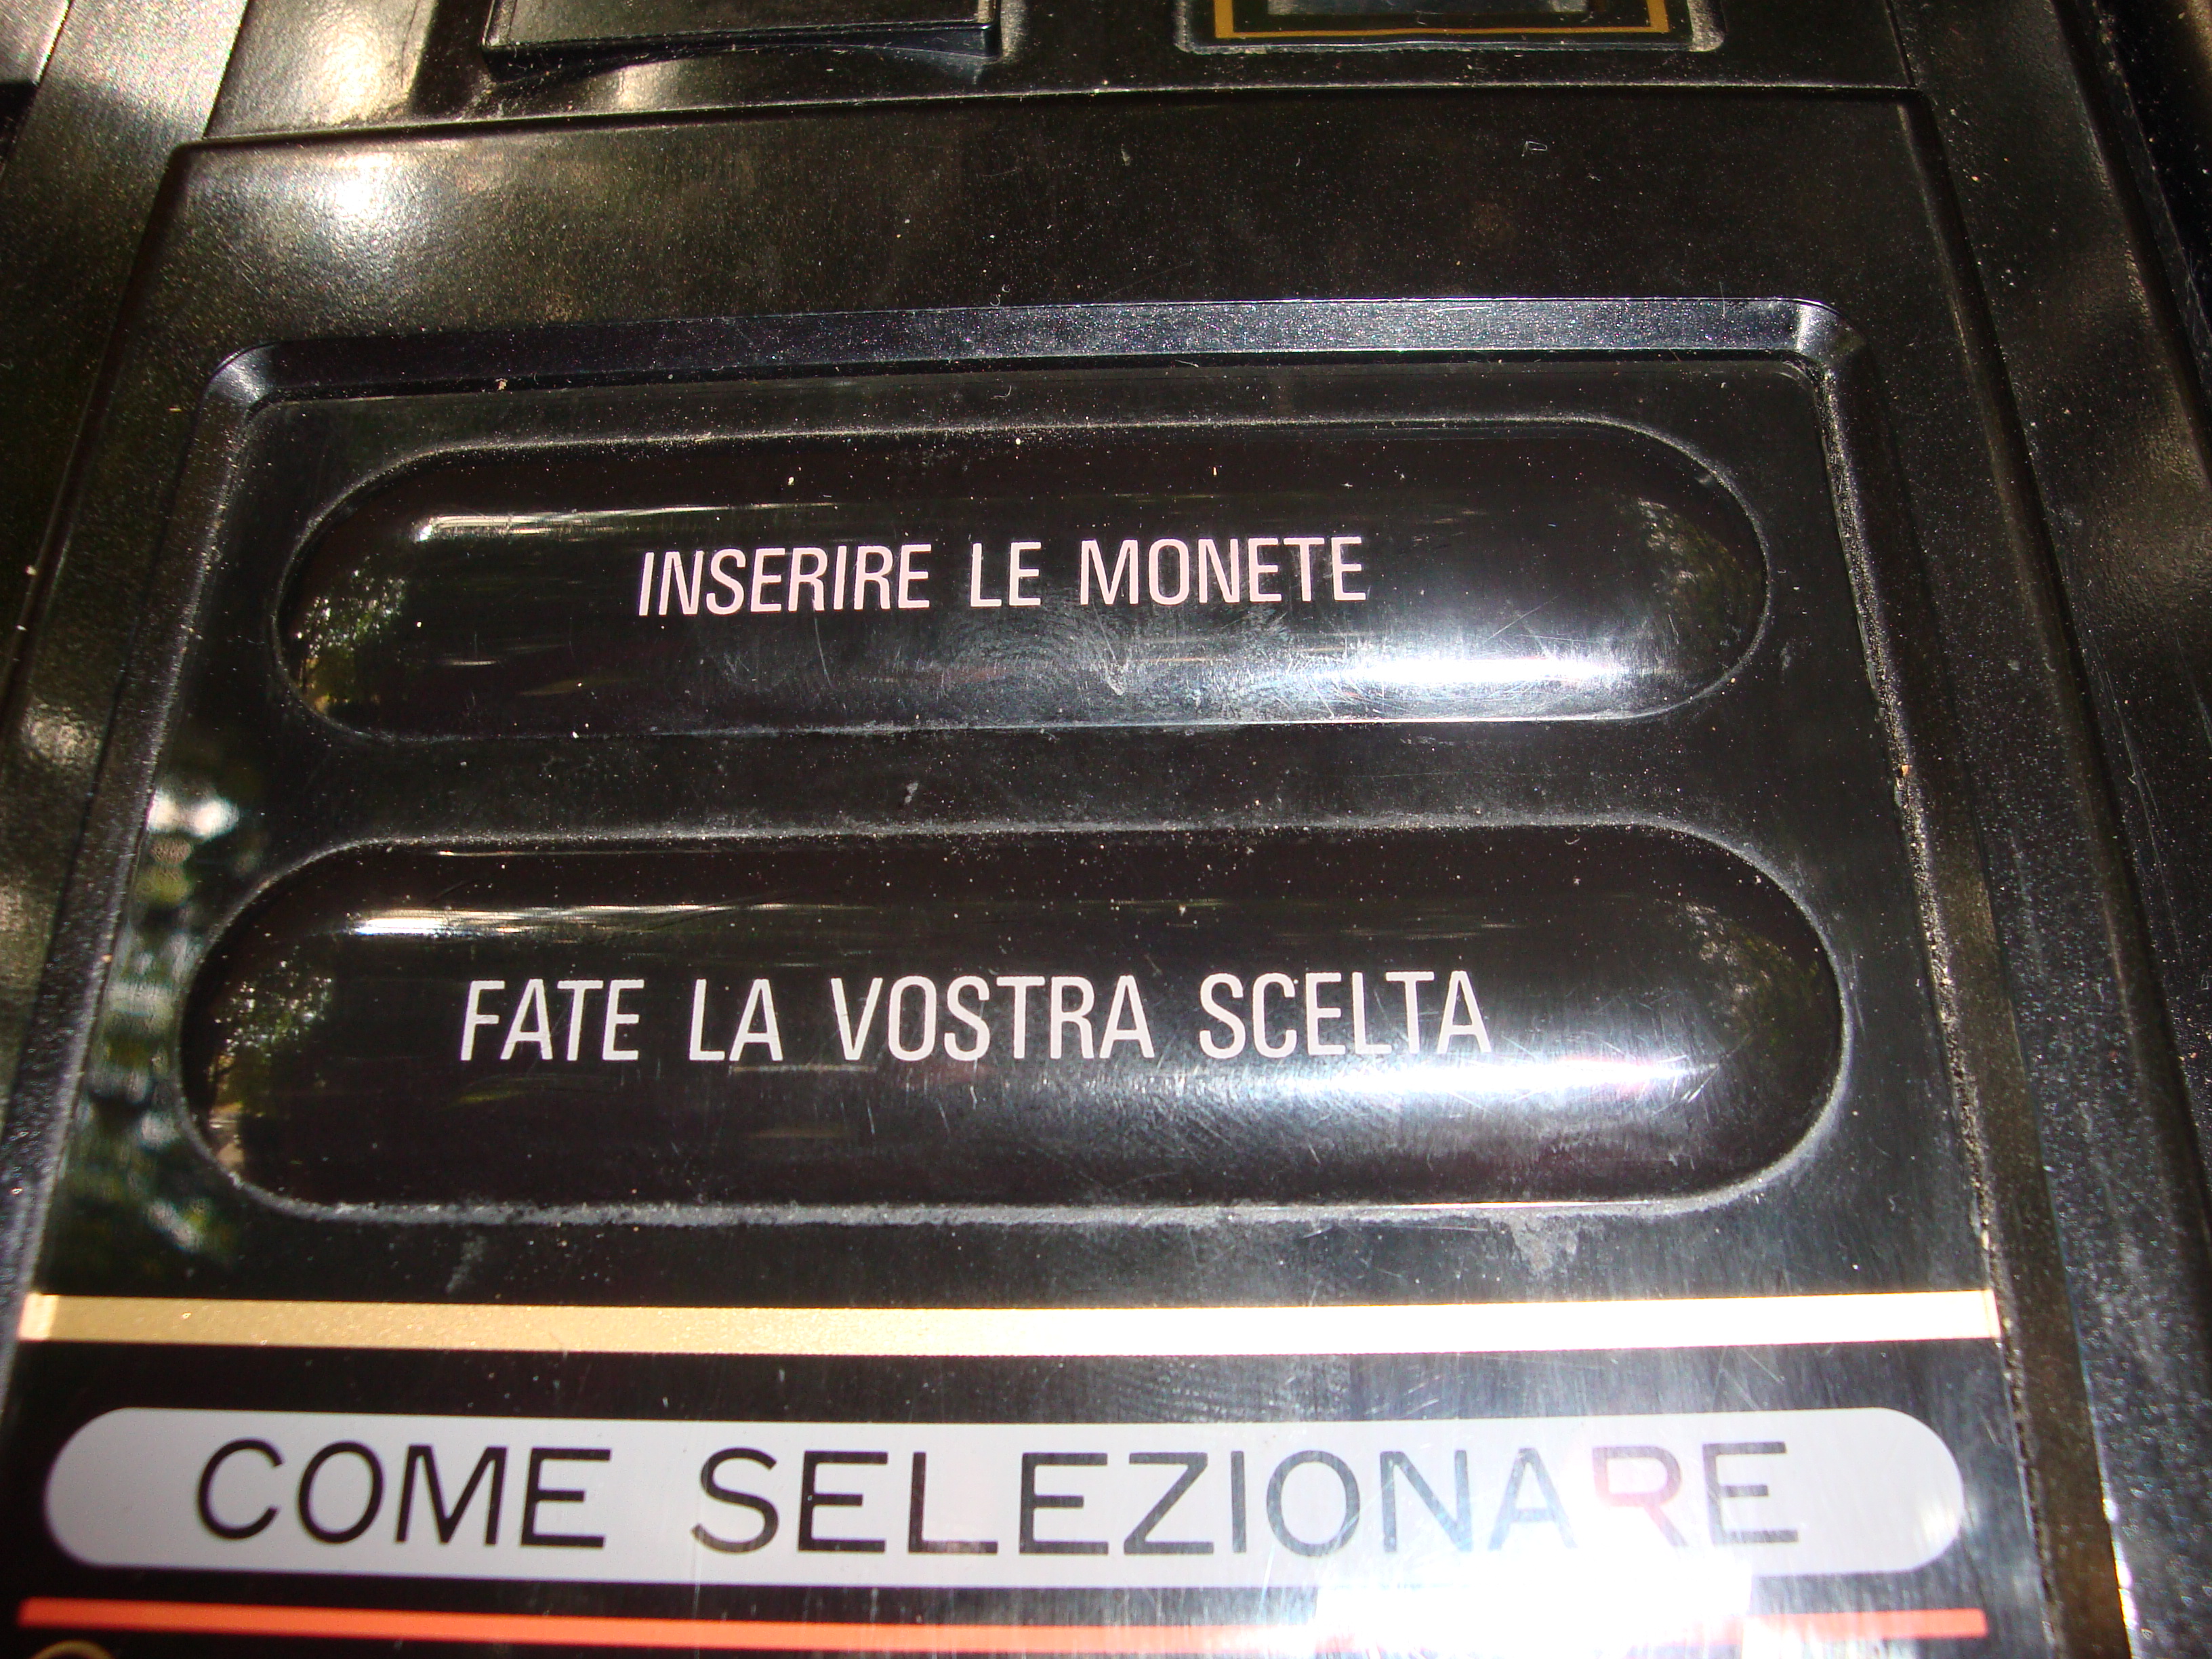 INSERIRE LE MONETE
FATE LA VOSTRA SCELTA
COME SELEZIONARE